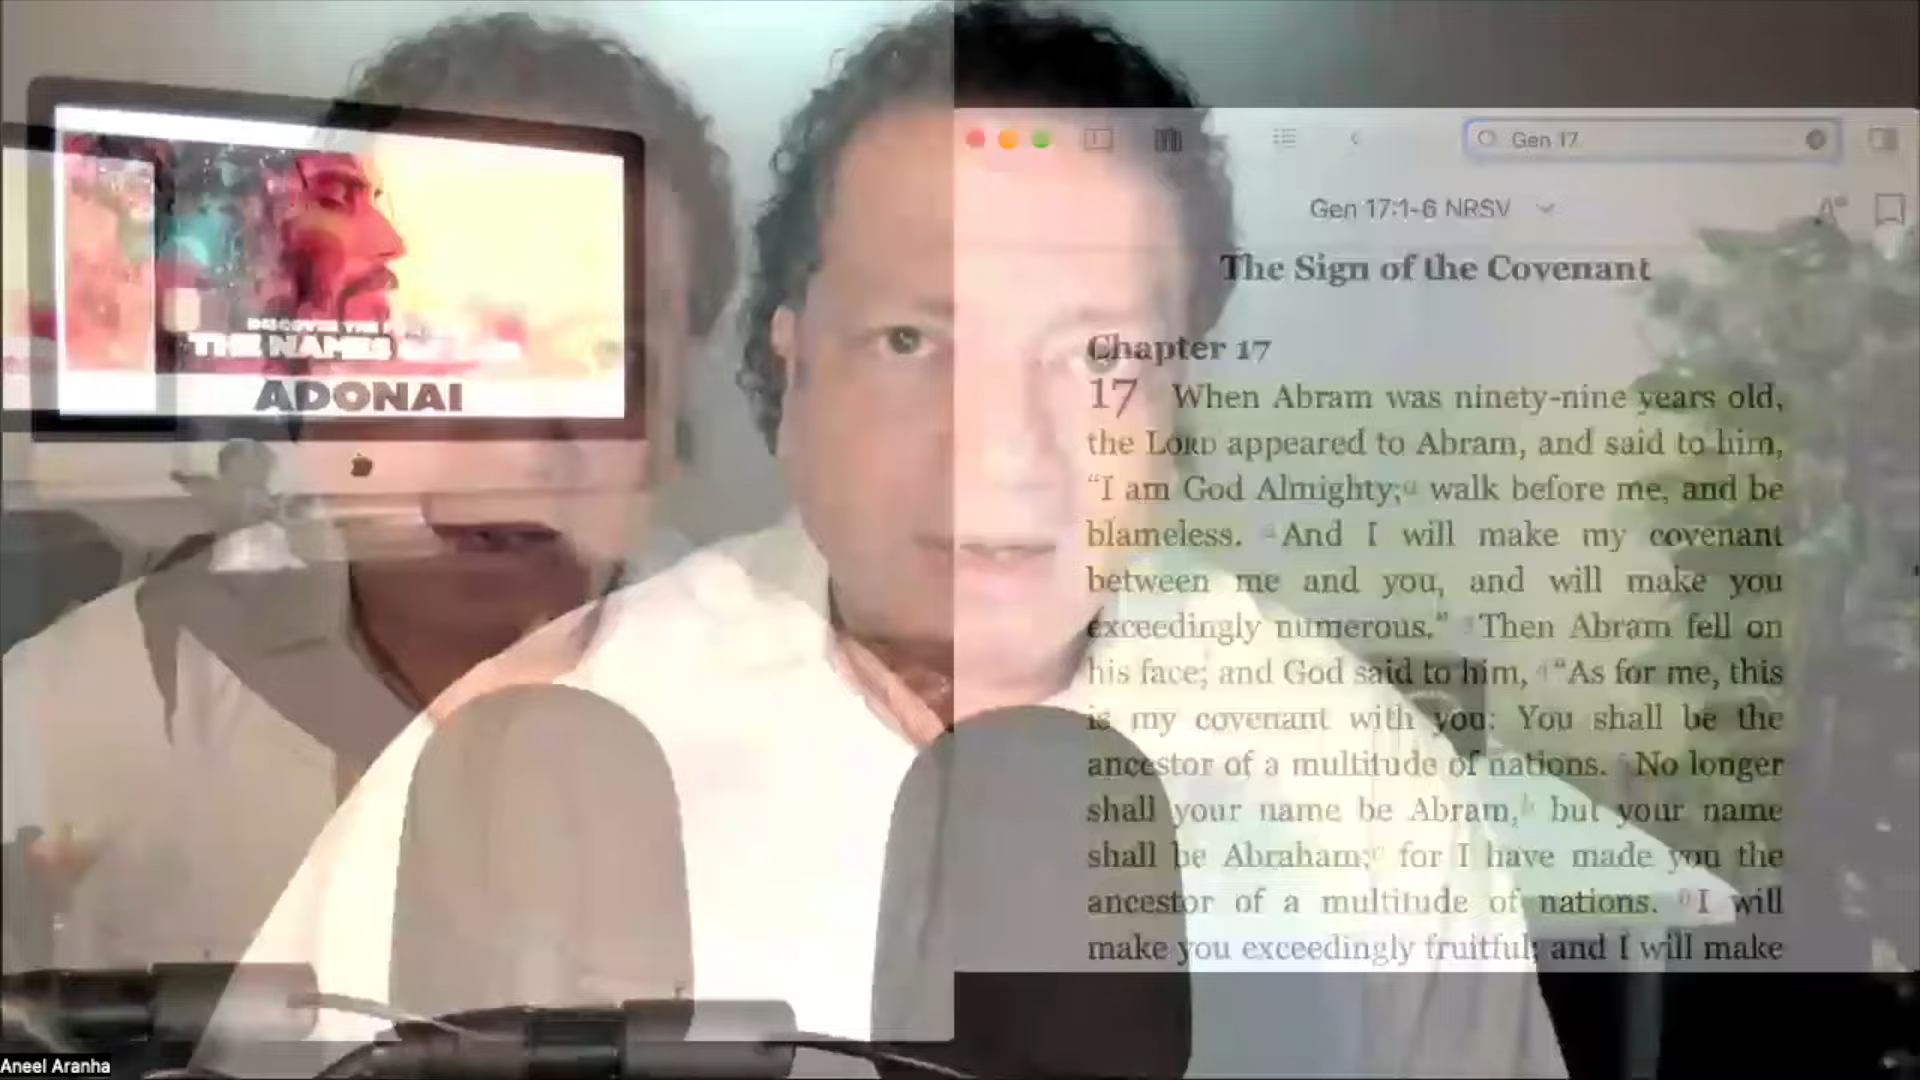 THE NAMES
ADONAI
Gen 17
Gen 17:1-6 NRSV
The Sign of the Covenant
Chapter 17
17 When Abram was ninety-nine years old,
the LORD appeared to Abram, and said to him,
“I am God Almighty; walk before me, and be
blameless. And I will make my covenant
between me and you, and will make you
exceedingly numerous.” Then Abram fell on
his face; and God said to him, “As for me, this
is my covenant with you: You shall be the
ancestor of a multitude of nations. No longer
shall your name be Abram, but your name
shall be Abraham; for I have made you the
ancestor of a multitude of nations. I will
make you exceedingly fruitful; and I will make
Aneel Aranha